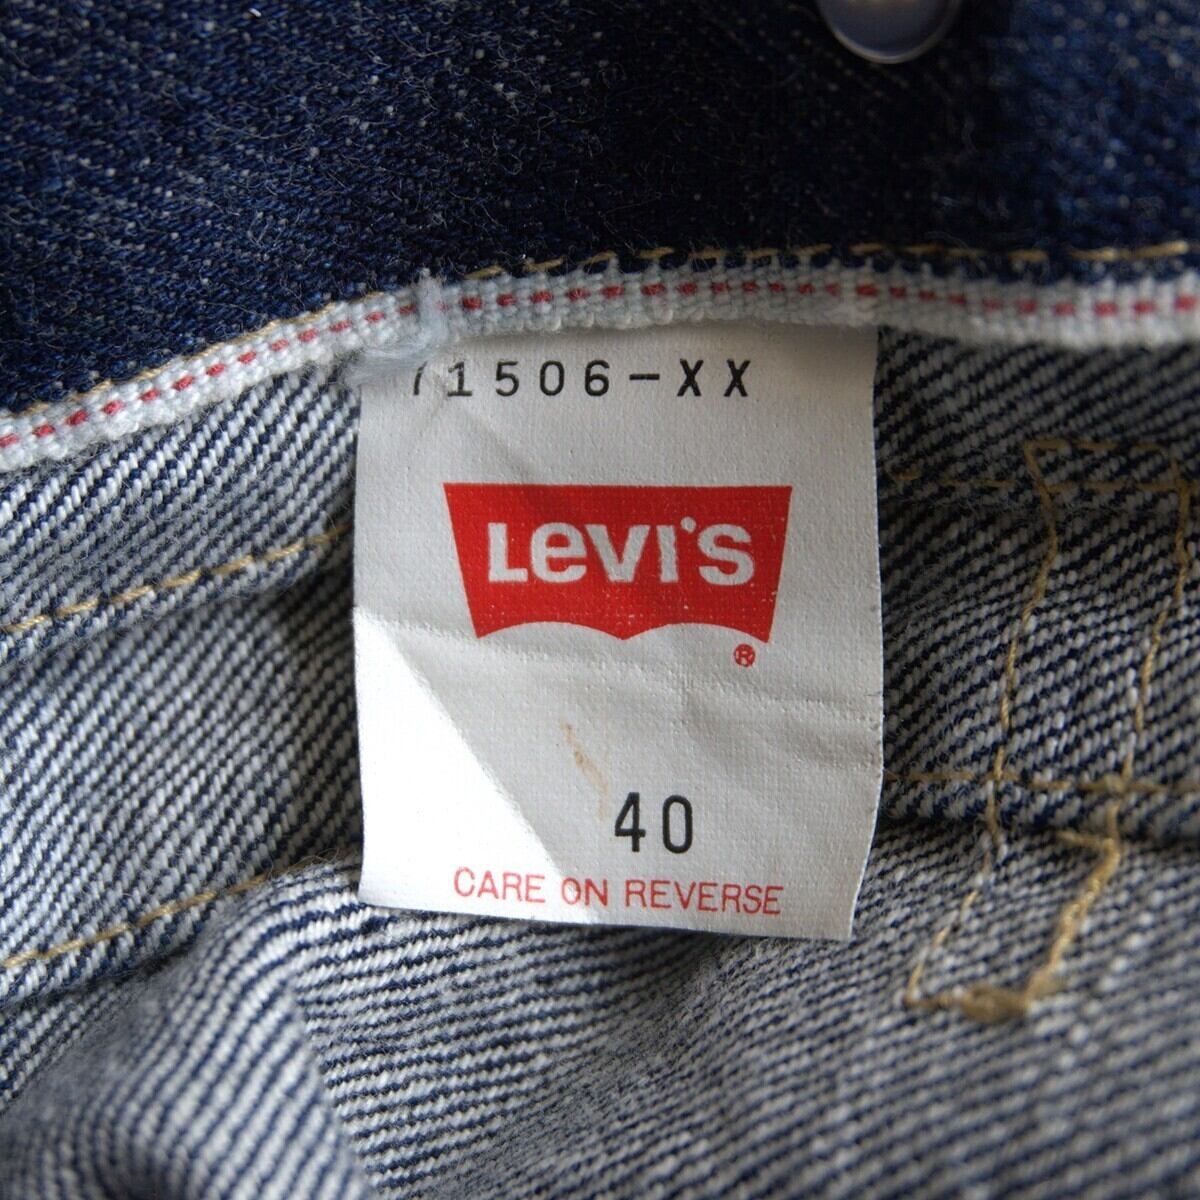 71506-XX
Levi's
®
40
CARE ON REVERSE